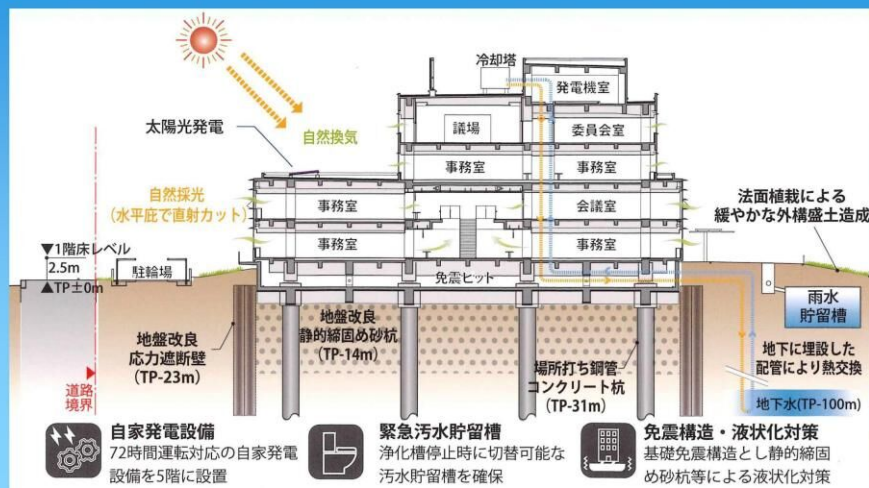 冷却塔
発電機室
太陽光発電
自然換気
議場
委員会室
事務室
事務室
自然採光
(水平庇で直射カット)
事務室
会議室
法面植栽による
緩やかな外構盛土造成
事務室
事務室
▼1階床レベル
2.5m
▲TP±0m
駐輪場
免震ピット
雨水
貯留槽
地盤改良
応力遮断壁
(TP-23m)
地盤改良
静的締固め砂杭
(TP-14m)
場所打ち鋼管
コンクリート杭
(TP-31m)
地下に埋設した
配管により熱交換
地下水(TP-100m)
道路
境界
自家発電設備
72時間運転対応の自家発電
設備を5階に設置
緊急汚水貯留槽
浄化槽停止時に切替可能な
汚水貯留槽を確保
免震構造・液状化対策
基礎免震構造とし静的締固
め砂杭等による液状化対策